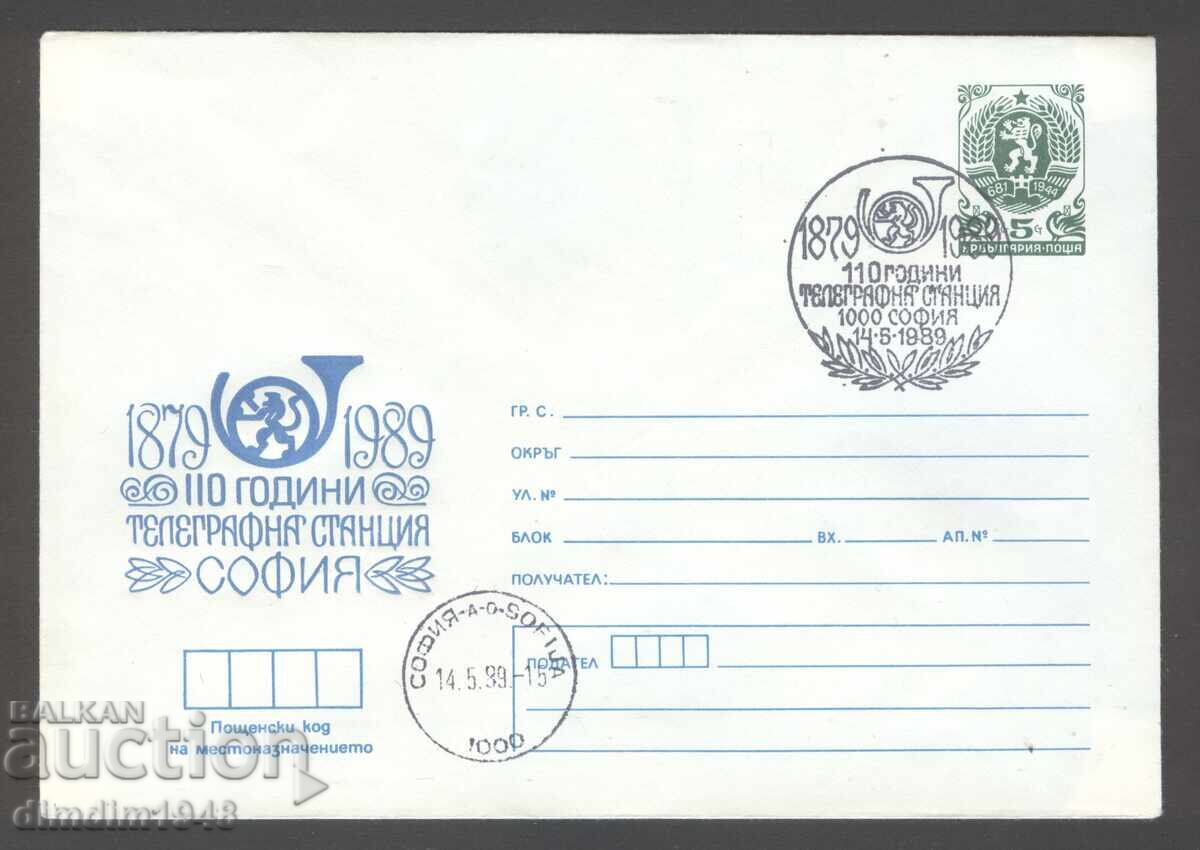 681 1944
5
НР БЪЛГАРИЯ·ПОЩА
1879 1989
110 ГОДИНИ
ТЕЛЕГРАФНА СТАНЦИЯ
1000 СОФИЯ
14·5·1989
1879 1989
110 ГОДИНИ
ТЕЛЕГРАФНА СТАНЦИЯ
СОФИЯ
ГР. С.
ОКРЪГ
УЛ. №
БЛОК ВХ. АП. №
ПОЛУЧАТЕЛ:
СОФИЯ-А-О-SOFIJA
14.5.89.-15
1000
ПОДАТЕЛ
Пощенски код
на местоназначението
BALKAN
auction
dimdim1948